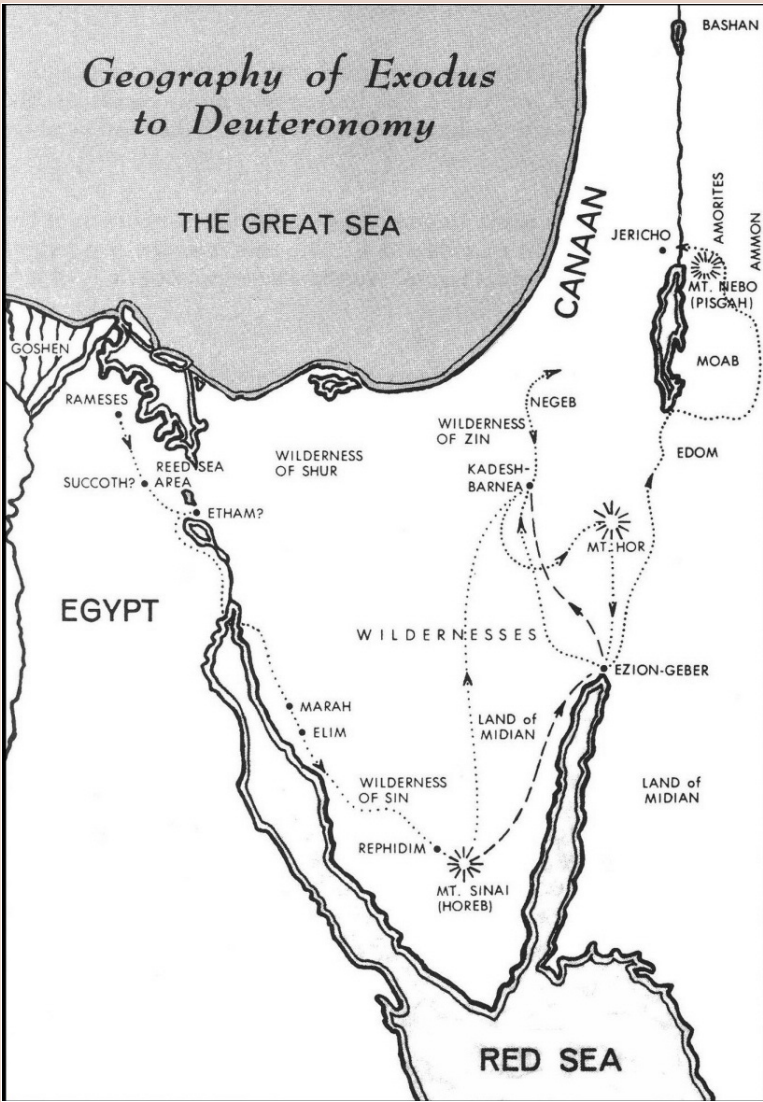 Geography of Exodus
to Deuteronomy
THE GREAT SEA
BASHAN
CANAAN
AMORITES
AMMON
JERICHO
MT. NEBO
(PISGAH)
MOAB
GOSHEN
RAMESES
NEGEB
WILDERNESS
OF ZIN
WILDERNESS
OF SHUR
EDOM
REED SEA
AREA
SUCCOTH?
KADESH-
BARNEA
ETHAM?
MT. HOR
EGYPT
WILDERNESSES
EZION-GEBER
MARAH
ELIM
LAND of
MIDIAN
WILDERNESS
OF SIN
LAND of
MIDIAN
REPHIDIM
MT. SINAI
(HOREB)
RED SEA